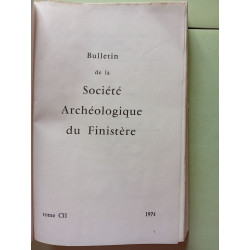 Bulletin
de la
Société
Archéologique
du Finistère
tome CII 1974